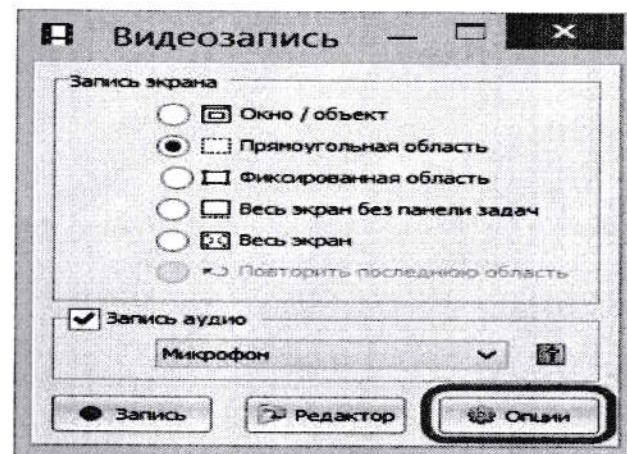 Видеозапись
Запись экрана
Окно / объект
Прямоугольная область
Фиксированная область
Весь экран без панели задач
Весь экран
Повторить последнюю область
Запись аудио
Микрофон
Запись Редактор Опции